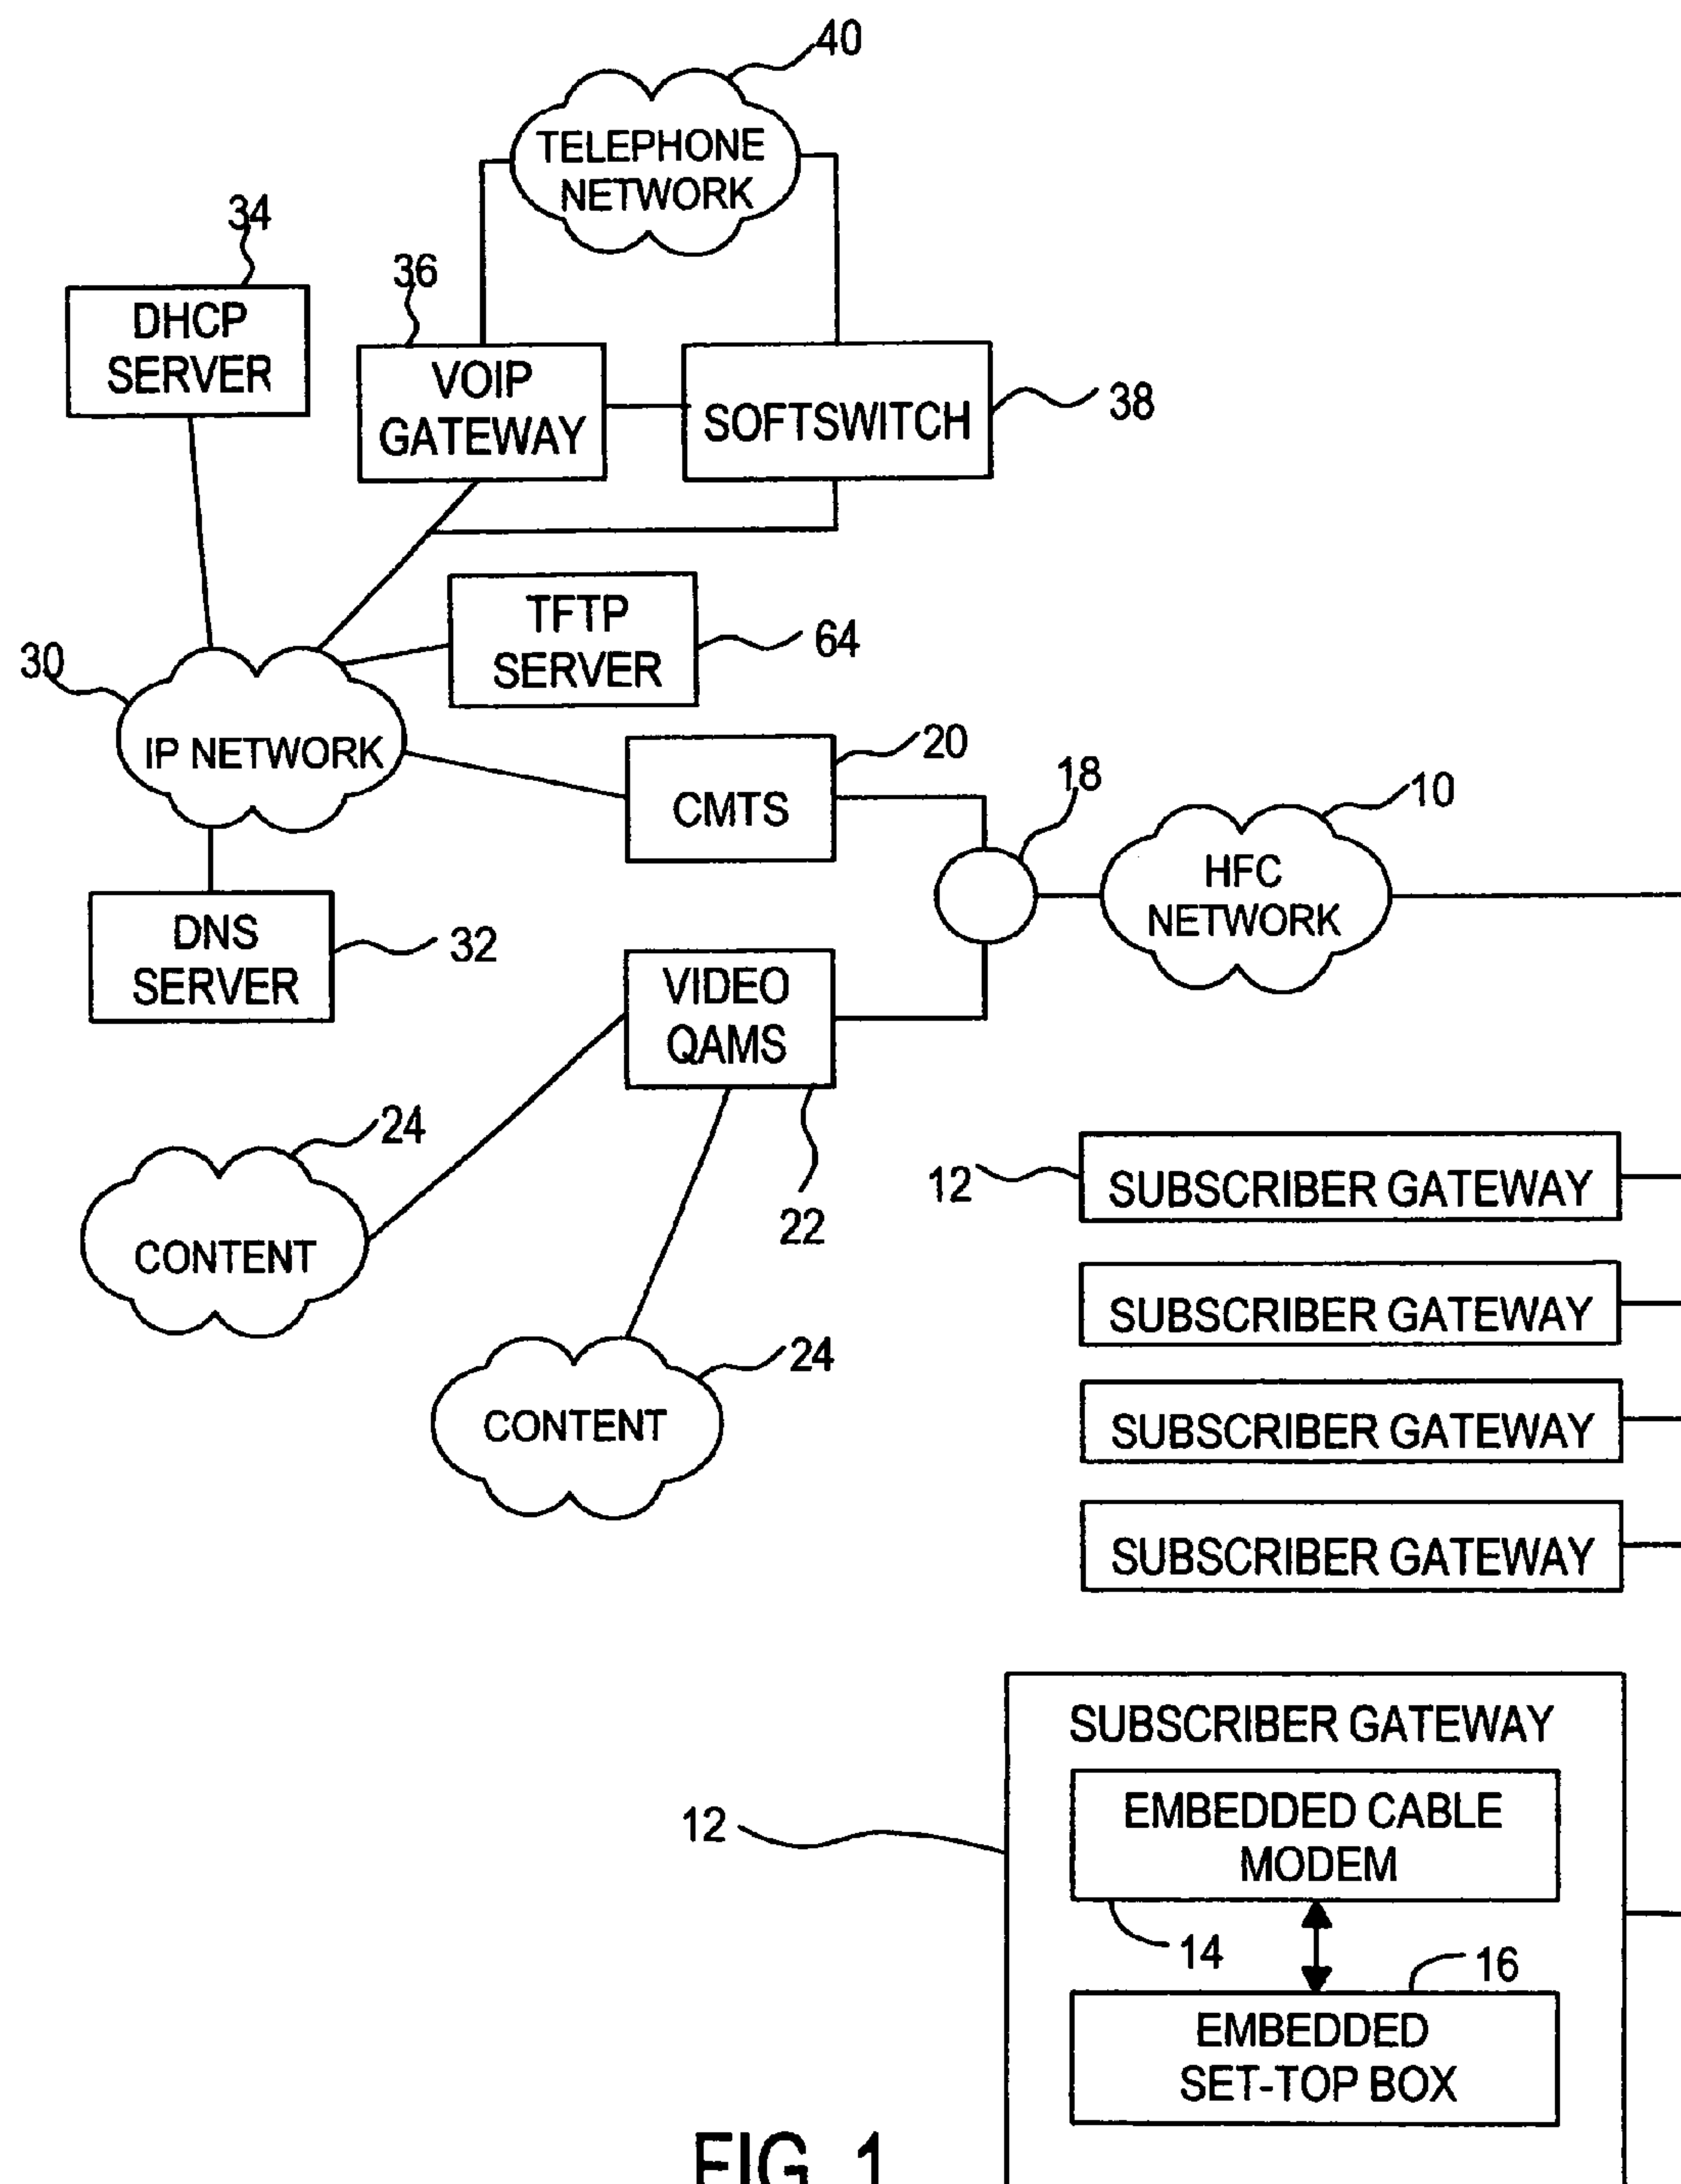 40
TELEPHONE
NETWORK
34
DHCP
SERVER
36
VOIP
GATEWAY
SOFTSWITCH
38
TFTP
SERVER
64
30
IP NETWORK
20
CMTS
18
10
HFC
NETWORK
DNS
SERVER
32
VIDEO
QAMS
22
24
CONTENT
24
CONTENT
12
SUBSCRIBER GATEWAY
SUBSCRIBER GATEWAY
SUBSCRIBER GATEWAY
SUBSCRIBER GATEWAY
12
SUBSCRIBER GATEWAY
EMBEDDED CABLE
MODEM
14
16
EMBEDDED
SET-TOP BOX
FIG. 1